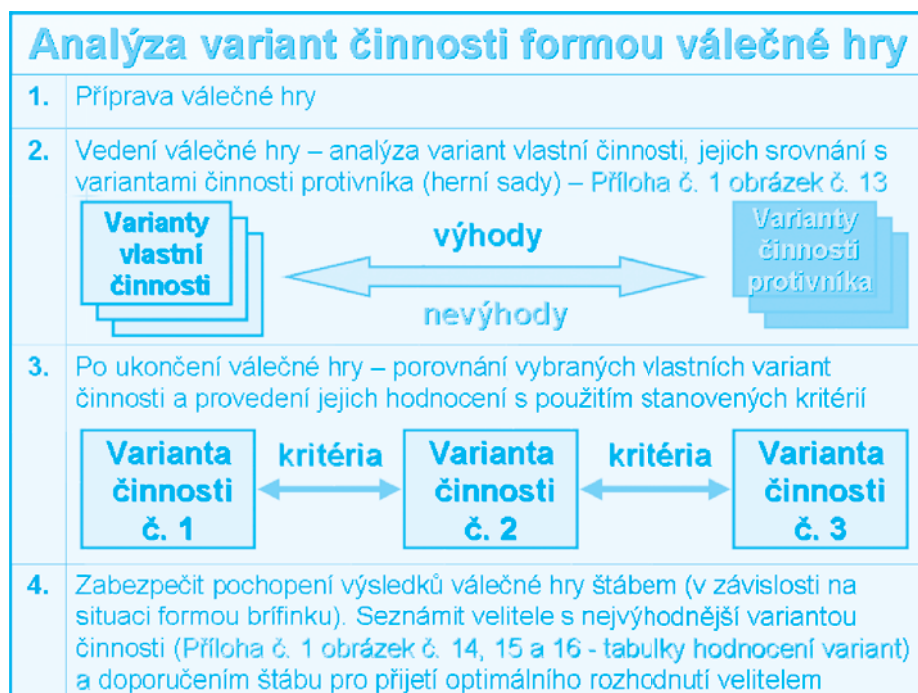 Analýza variant činnosti formou válečné hry
1. Příprava válečné hry
2. Vedení válečné hry – analýza variant vlastní činnosti, jejich srovnání s
variantami činnosti protivníka (herní sady) – Příloha č. 1 obrázek č. 13
Varianty
vlastní
činnosti
výhody
nevýhody
Varianty
činnosti
protivníka
3. Po ukončení válečné hry – porovnání vybraných vlastních variant
činnosti a provedení jejich hodnocení s použitím stanovených kritérií
Varianta
činnosti
č. 1
kritéria
Varianta
činnosti
č. 2
kritéria
Varianta
činnosti
č. 3
4. Zabezpečit pochopení výsledků válečné hry štábem (v závislosti na
situaci formou brífinku). Seznámit velitele s nejvýhodnější variantou
činnosti (Příloha č. 1 obrázek č. 14, 15 a 16 - tabulky hodnocení variant)
a doporučením štábu pro přijetí optimálního rozhodnutí velitelem